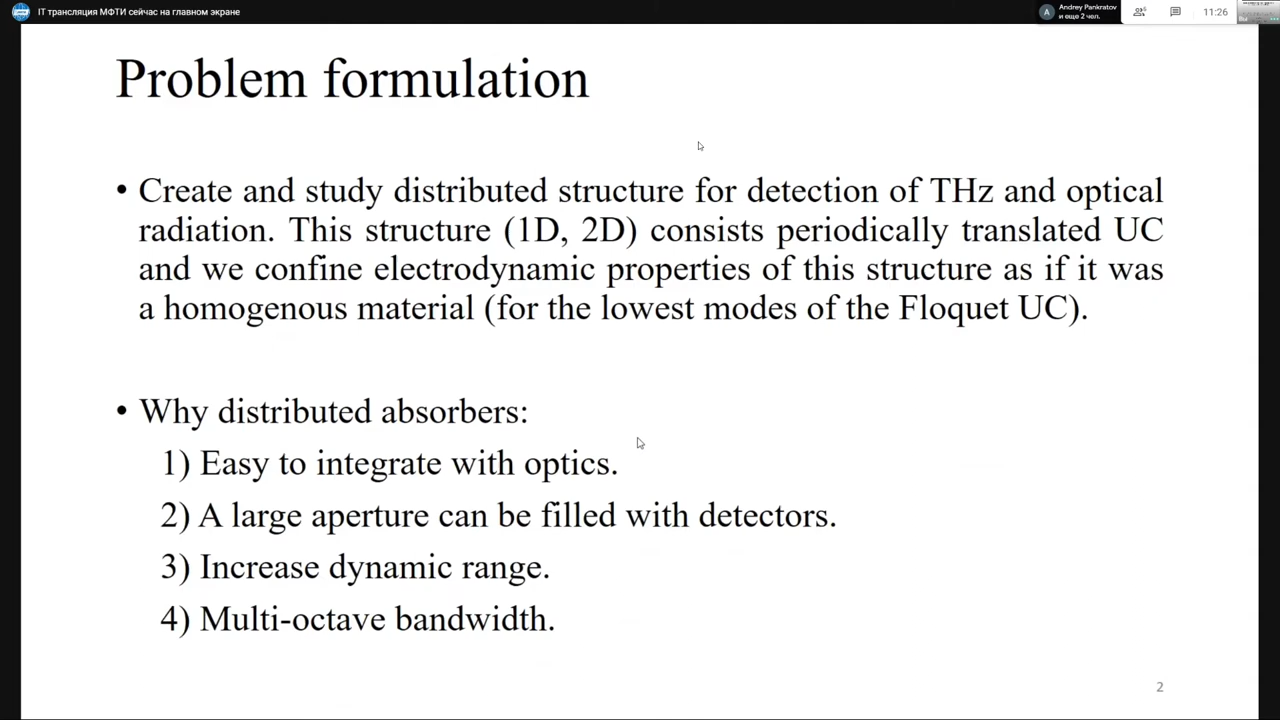 IT трансляция МФТИ сейчас на главном экране
Andrey Pankratov
и еще 2 чел.
A
11:26
Problem formulation
• Create and study distributed structure for detection of THz and optical
radiation. This structure (1D, 2D) consists periodically translated UC
and we confine electrodynamic properties of this structure as if it was
a homogenous material (for the lowest modes of the Floquet UC).
• Why distributed absorbers:
1) Easy to integrate with optics.
2) A large aperture can be filled with detectors.
3) Increase dynamic range.
4) Multi-octave bandwidth.
2